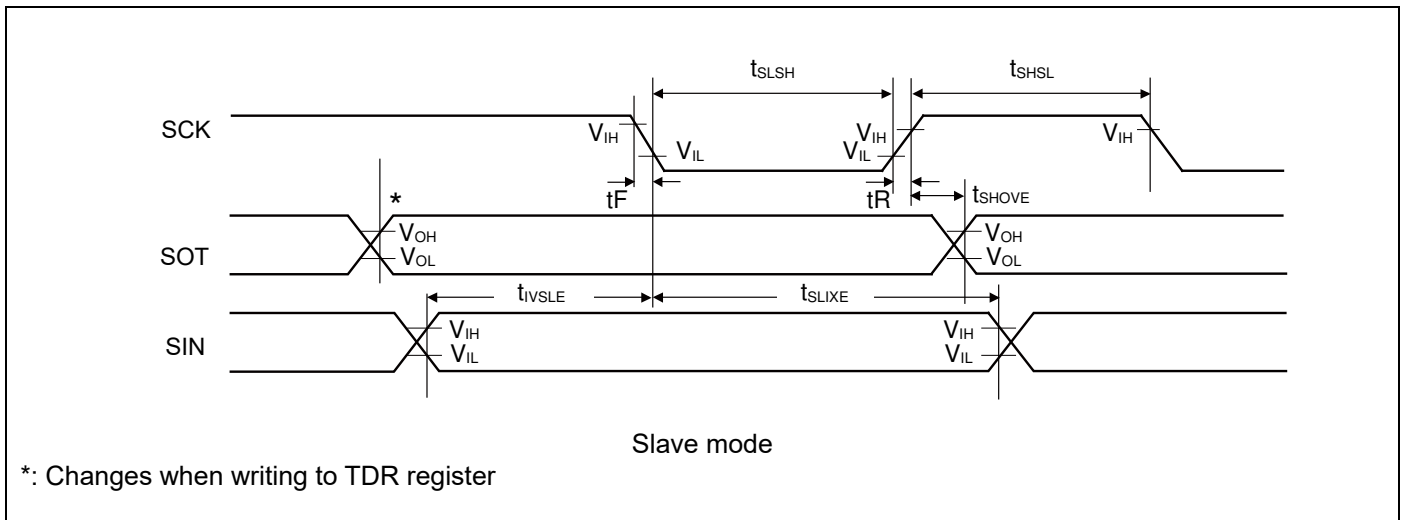 tSLSH tSHSL
SCK VIH VIL VIH VIL VIH
tF tR tSHOVE
*
SOT VOH VOL VOH VOL
tIVSLE tSLIXE
SIN VIH VIL VIH VIL
Slave mode
*: Changes when writing to TDR register